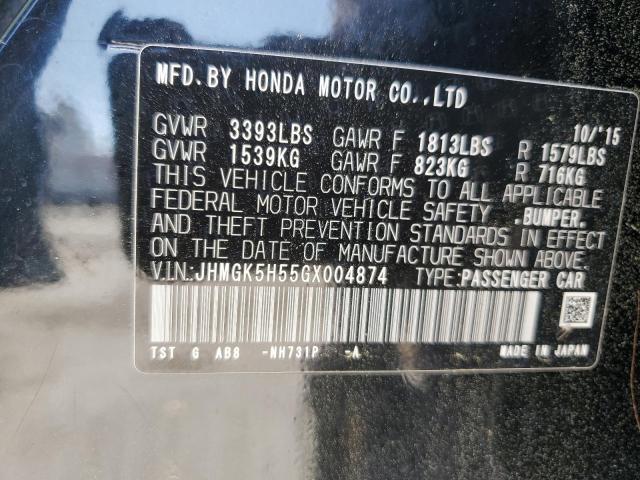 MFD. BY HONDA MOTOR CO.,LTD
10/'15
GVWR 3393LBS GAWR F 1813LBS R 1579LBS
GVWR 1539KG GAWR F 823KG R 716KG
THIS VEHICLE CONFORMS TO ALL APPLICABLE
FEDERAL MOTOR VEHICLE SAFETY .BUMPER.
AND THEFT PREVENTION STANDARDS IN EFFECT
ON THE DATE OF MANUFACTURE SHOWN ABOVE.
V.I.N.:JHMGK5H55GX004874 TYPE:PASSENGER CAR
TST G AB8 -NH731P -A MADE IN JAPAN